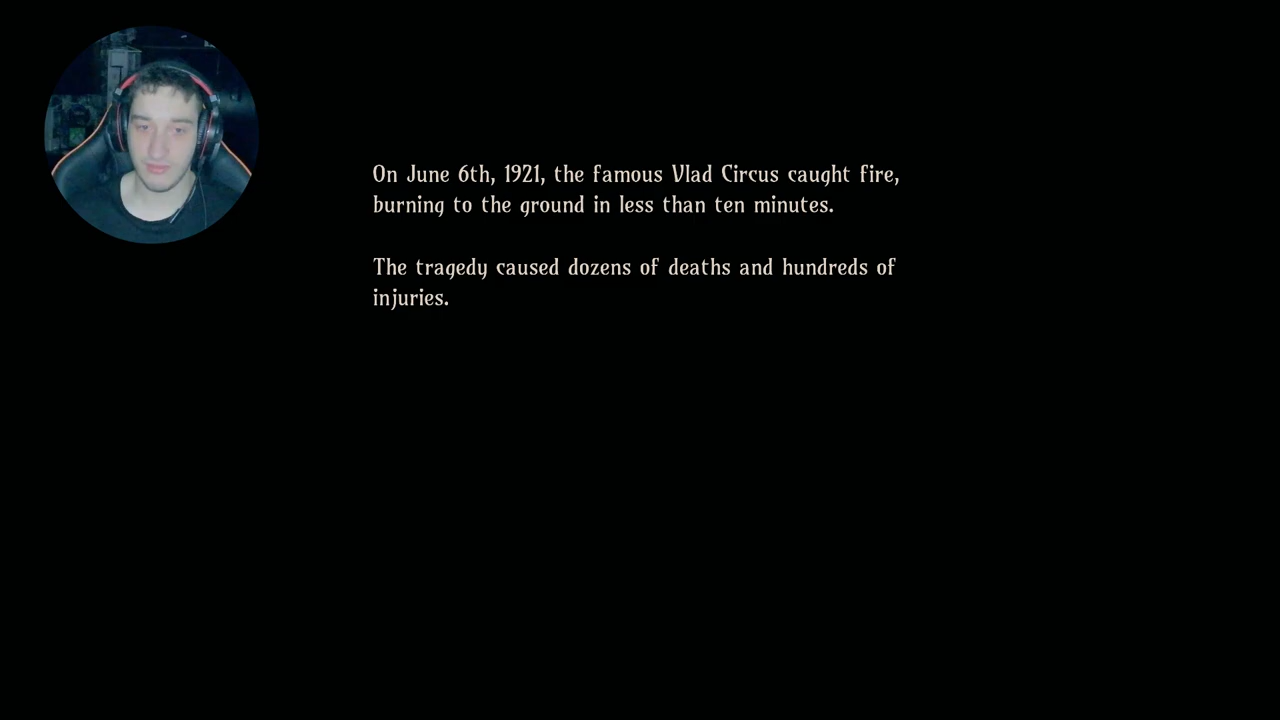 On June 6th, 1921, the famous Vlad Circus caught fire,
burning to the ground in less than ten minutes.
The tragedy caused dozens of deaths and hundreds of
injuries.